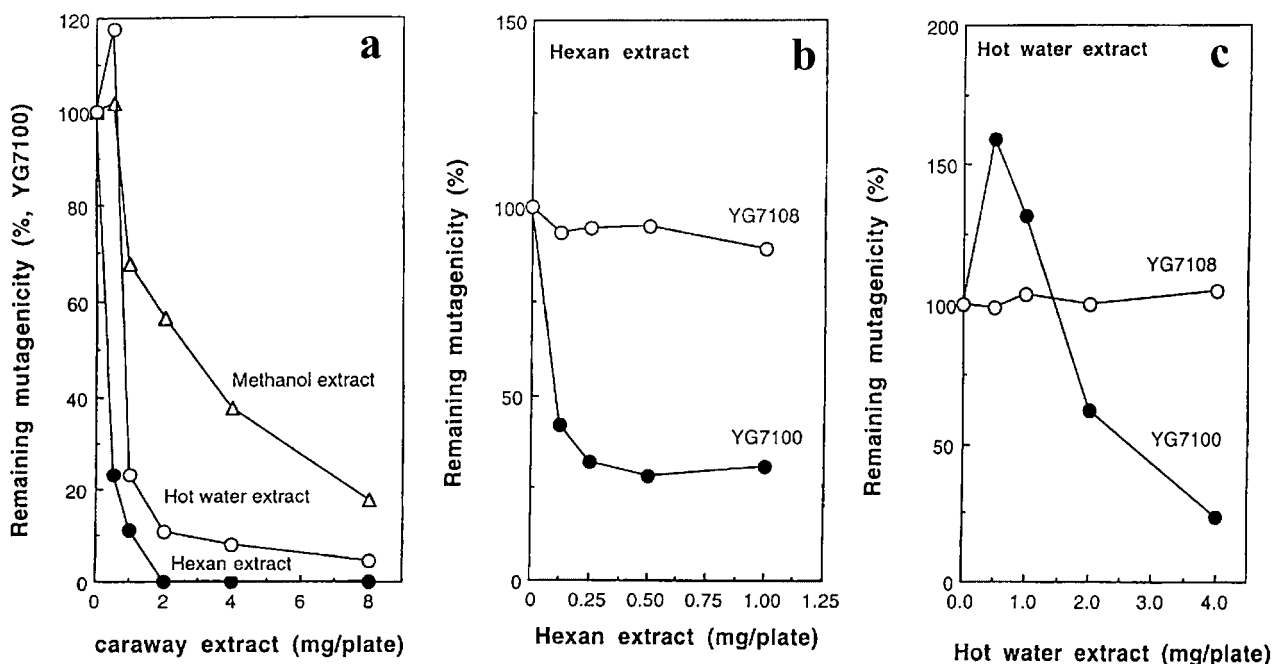 a
Remaining mutagenicity (%, YG7100)
120
100
80
60
40
20
0
Methanol extract
Hot water extract
Hexan extract
0 2 4 6 8
caraway extract (mg/plate)
b
Hexan extract
Remaining mutagenicity (%)
150
100
50
0
YG7108
YG7100
0 0.25 0.50 0.75 1.00 1.25
Hexan extract (mg/plate)
c
Hot water extract
Remaining mutagenicity (%)
200
150
100
50
0
YG7108
YG7100
0.0 1.0 2.0 3.0 4.0
Hot water extract (mg/plate)